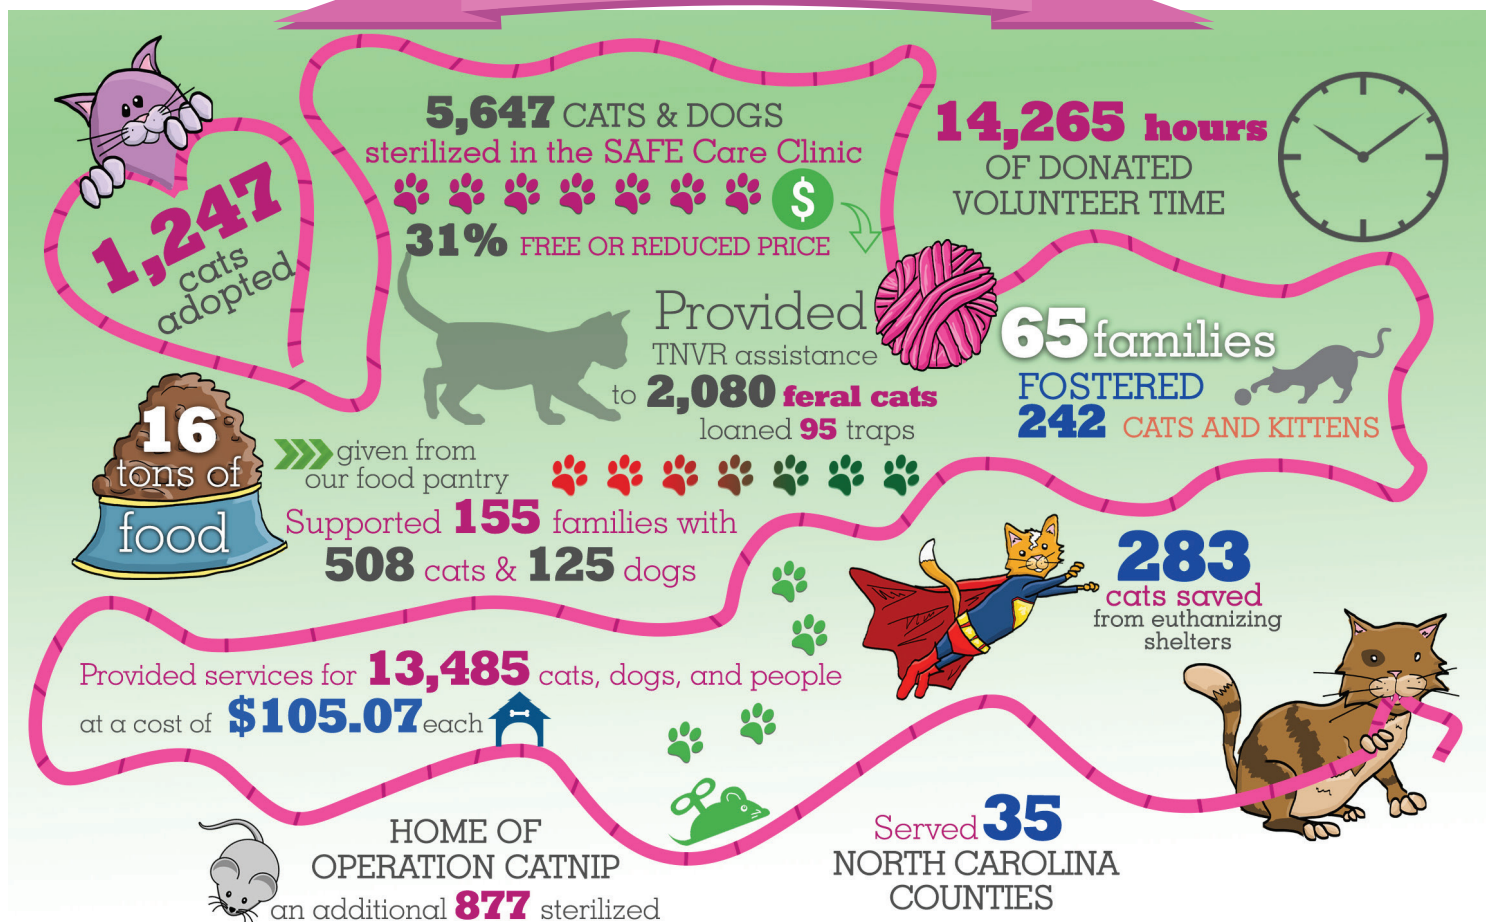 1,247
cats
adopted
5,647 CATS & DOGS
sterilized in the SAFE Care Clinic
$
31% FREE OR REDUCED PRICE
14,265 hours
OF DONATED
VOLUNTEER TIME
Provided
TNVR assistance
to 2,080 feral cats
loaned 95 traps
65 families
FOSTERED
242 CATS AND KITTENS
16
tons of
food
given from
our food pantry
Supported 155 families with
508 cats & 125 dogs
283
cats saved
from euthanizing
shelters
Provided services for 13,485 cats, dogs, and people
at a cost of $105.07 each
HOME OF
OPERATION CATNIP
an additional 877 sterilized
Served 35
NORTH CAROLINA
COUNTIES